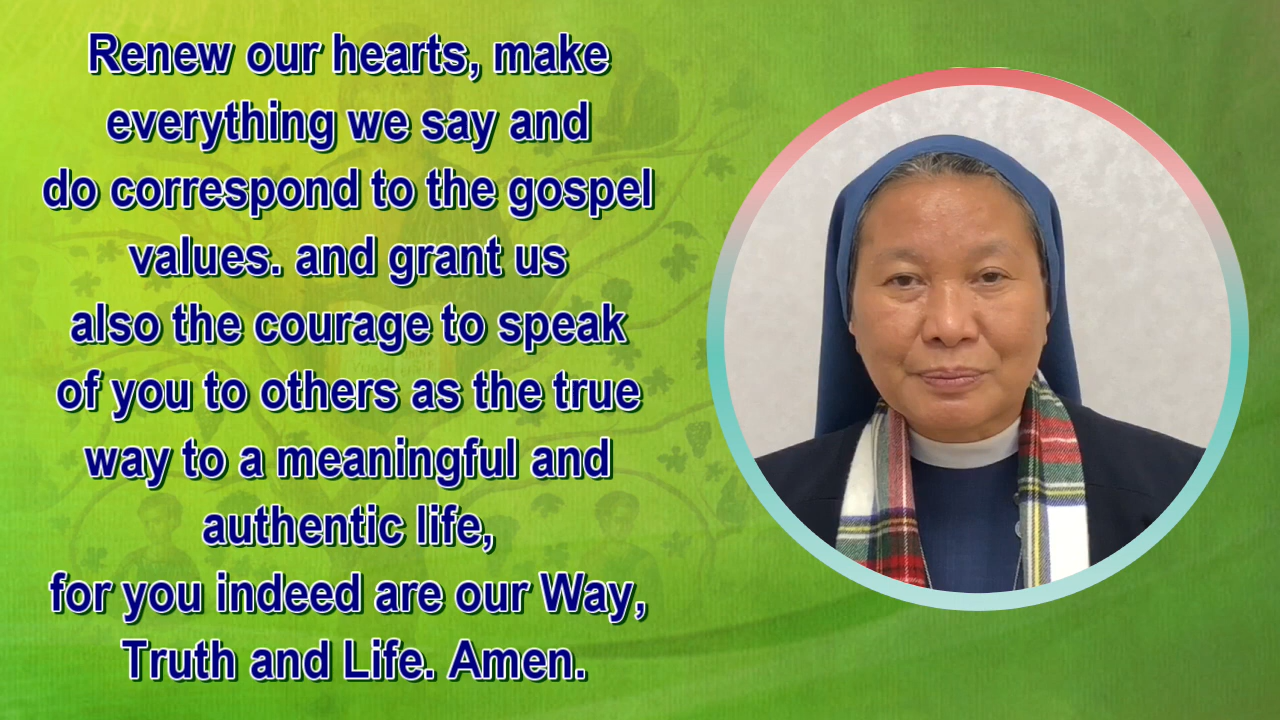 Renew our hearts, make
everything we say and
do correspond to the gospel
values. and grant us
also the courage to speak
of you to others as the true
way to a meaningful and
authentic life,
for you indeed are our Way,
Truth and Life. Amen.